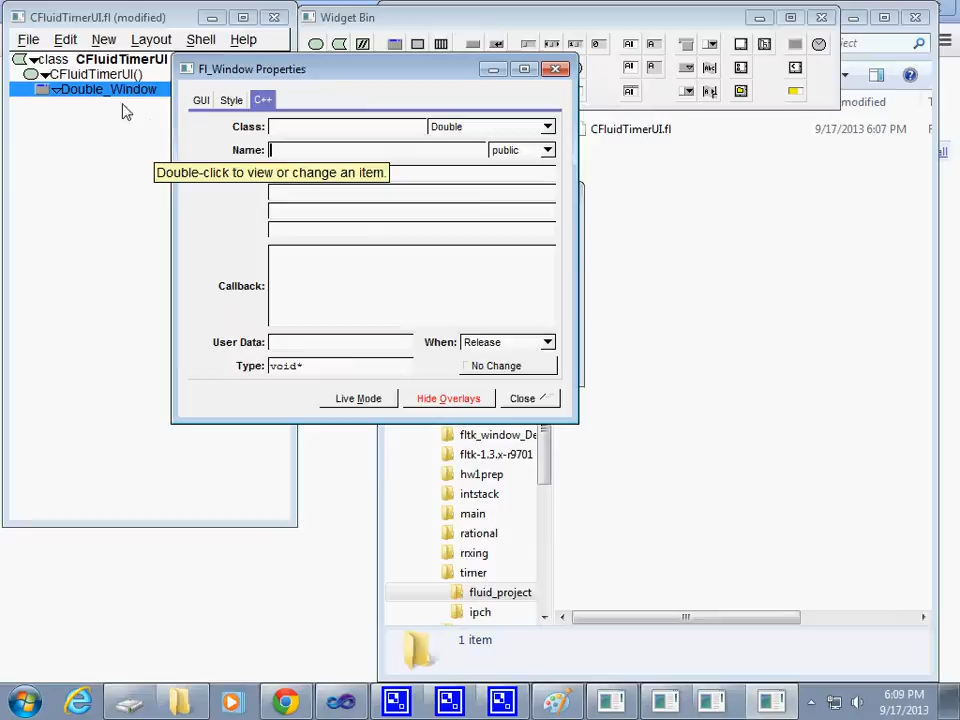 CFluidTimerUI.fl (modified)
Widget Bin
File Edit New Layout Shell Help
class CFluidTimerUI
CFluidTimerUI()
Double_Window
Fl_Window Properties
GUI Style C++
Class: Double
Name: public
Double-click to view or change an item.
Callback:
User Data: When: Release
Type: void* No Change
Live Mode Hide Overlays Close
CFluidTimerUI.fl 9/17/2013 6:07 PM
fltk_window_De
fltk-1.3.x-r9701
hw1prep
intstack
main
rational
rrxing
timer
fluid_project
ipch
1 item
6:09 PM
9/17/2013